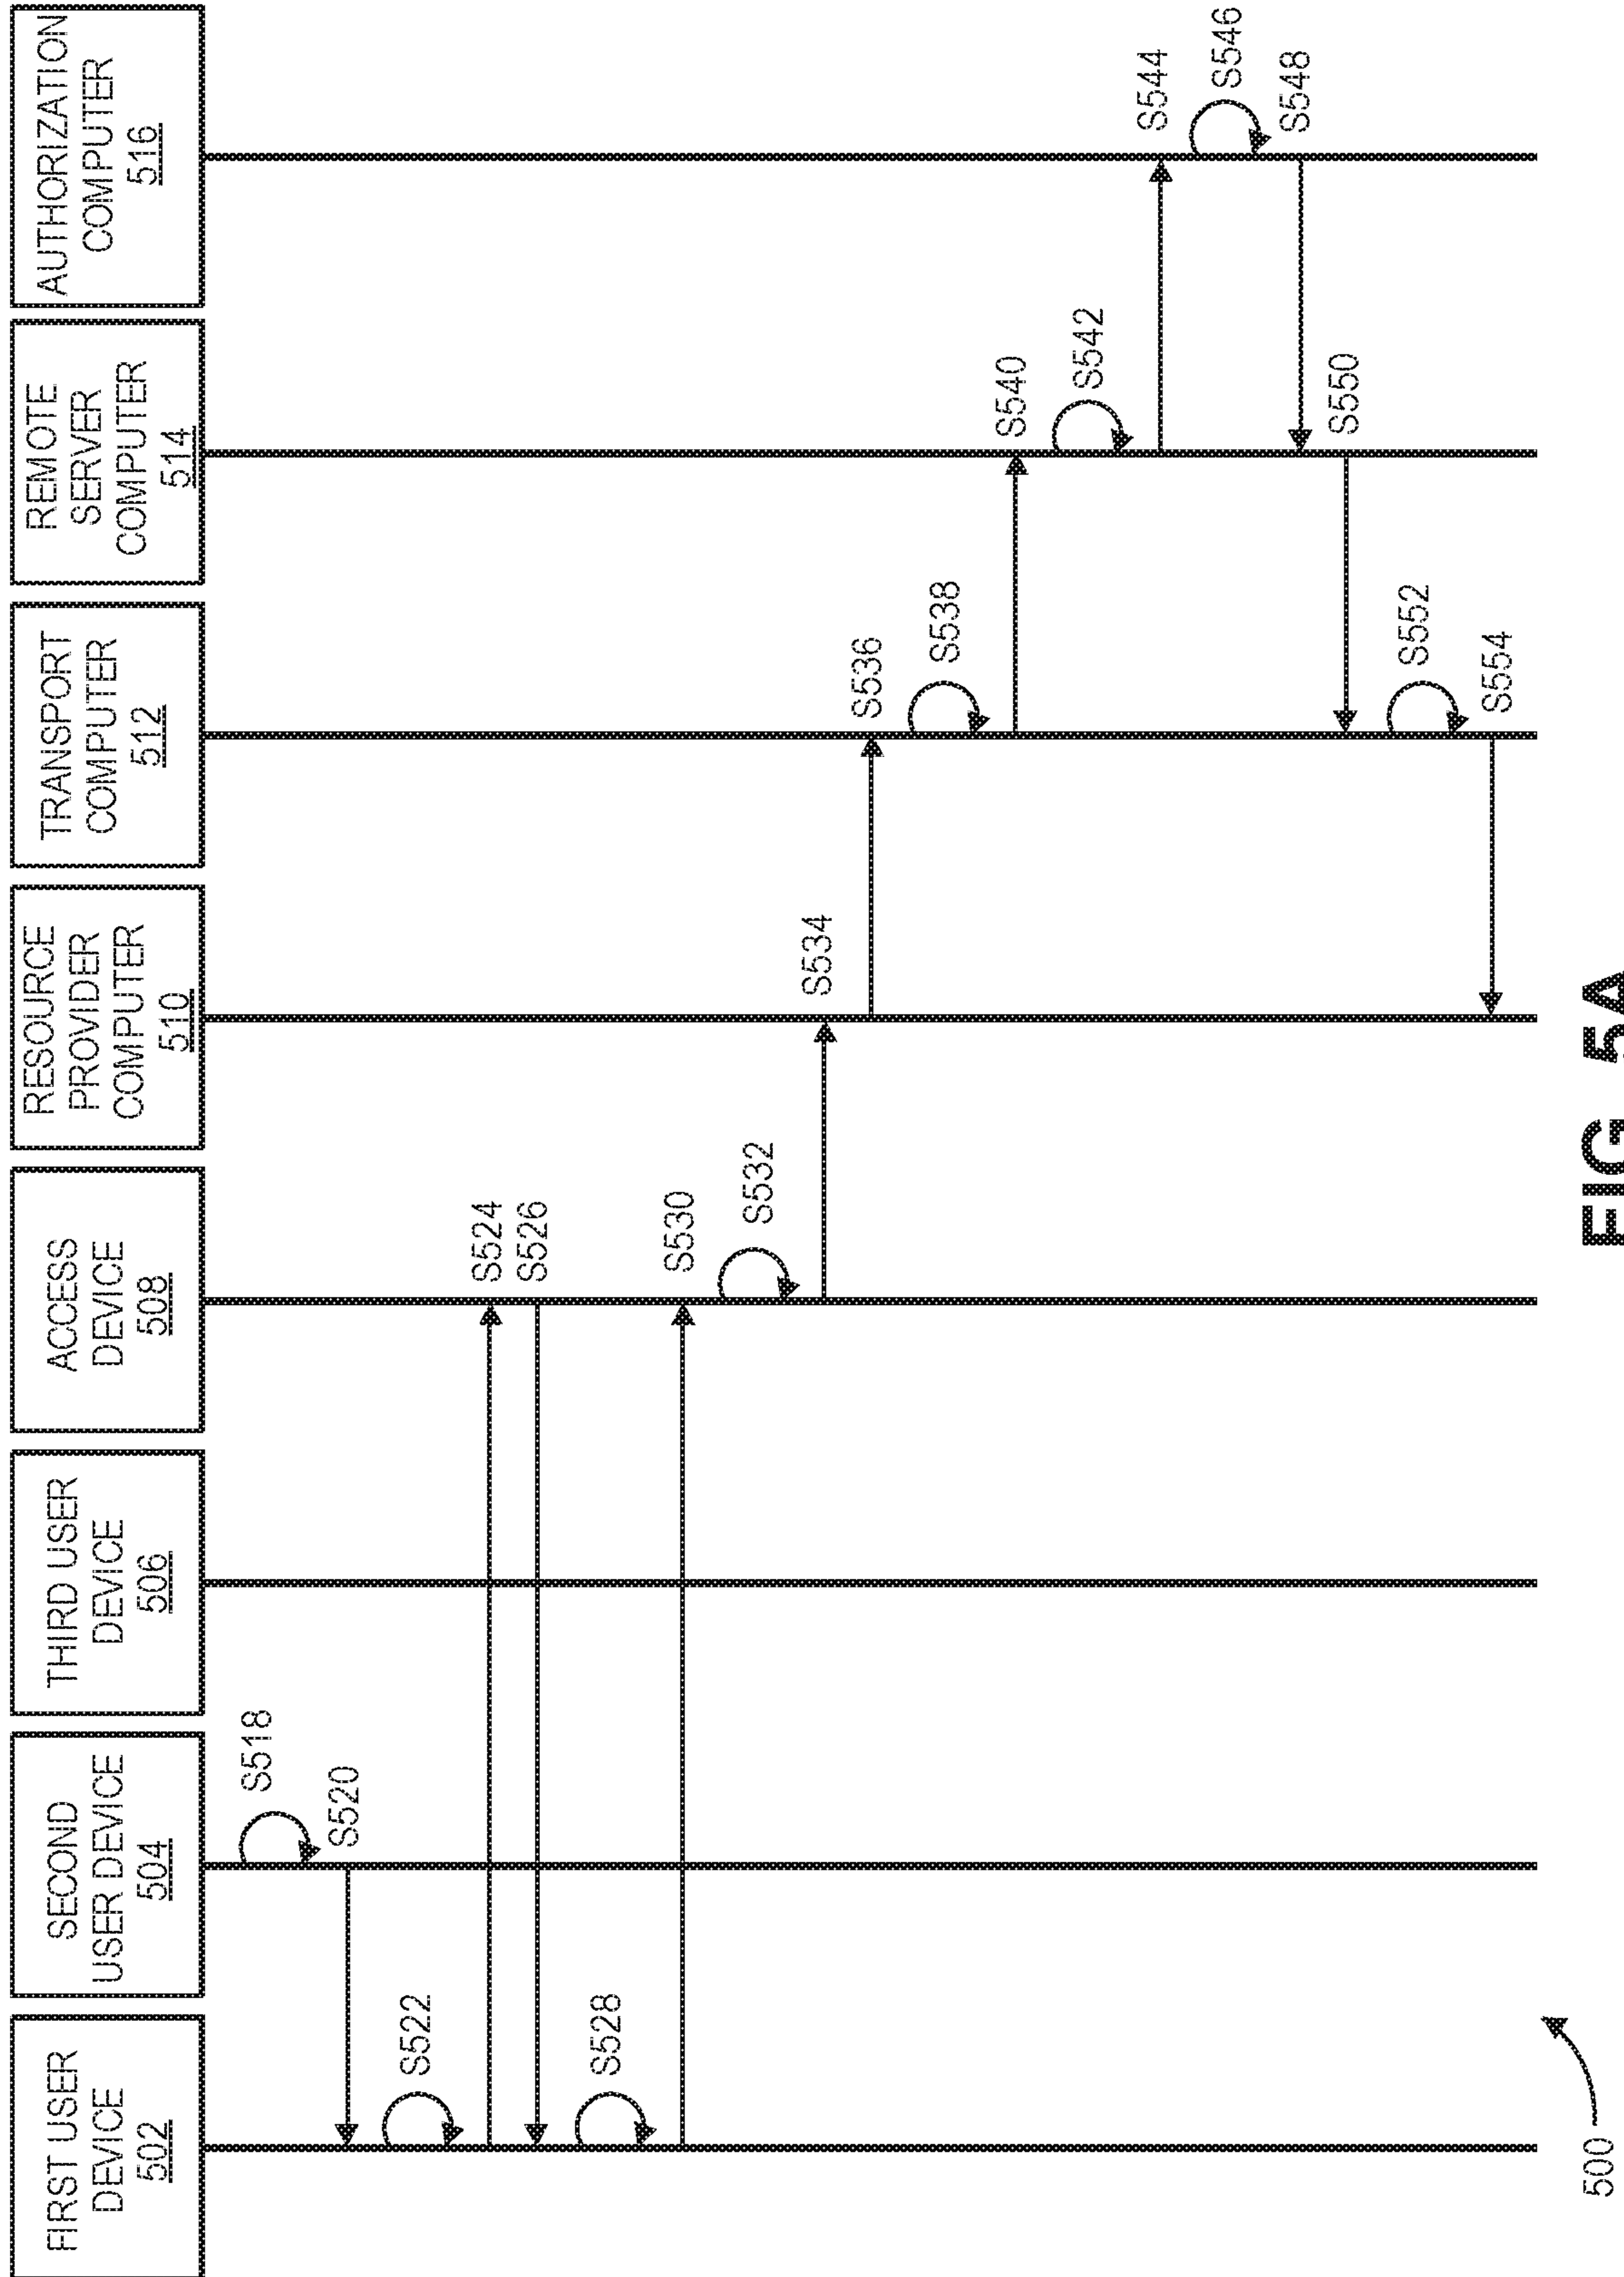 FIRST USER
DEVICE
502
SECOND
USER DEVICE
504
THIRD USER
DEVICE
506
ACCESS
DEVICE
508
RESOURCE
PROVIDER
COMPUTER
510
TRANSPORT
COMPUTER
512
REMOTE
SERVER
COMPUTER
514
AUTHORIZATION
COMPUTER
516
S518
S520
S522
S524
S526
S528
S530
S532
S534
S536
S538
S540
S542
S544
S546
S548
S550
S552
S554
500
FIG. 5A